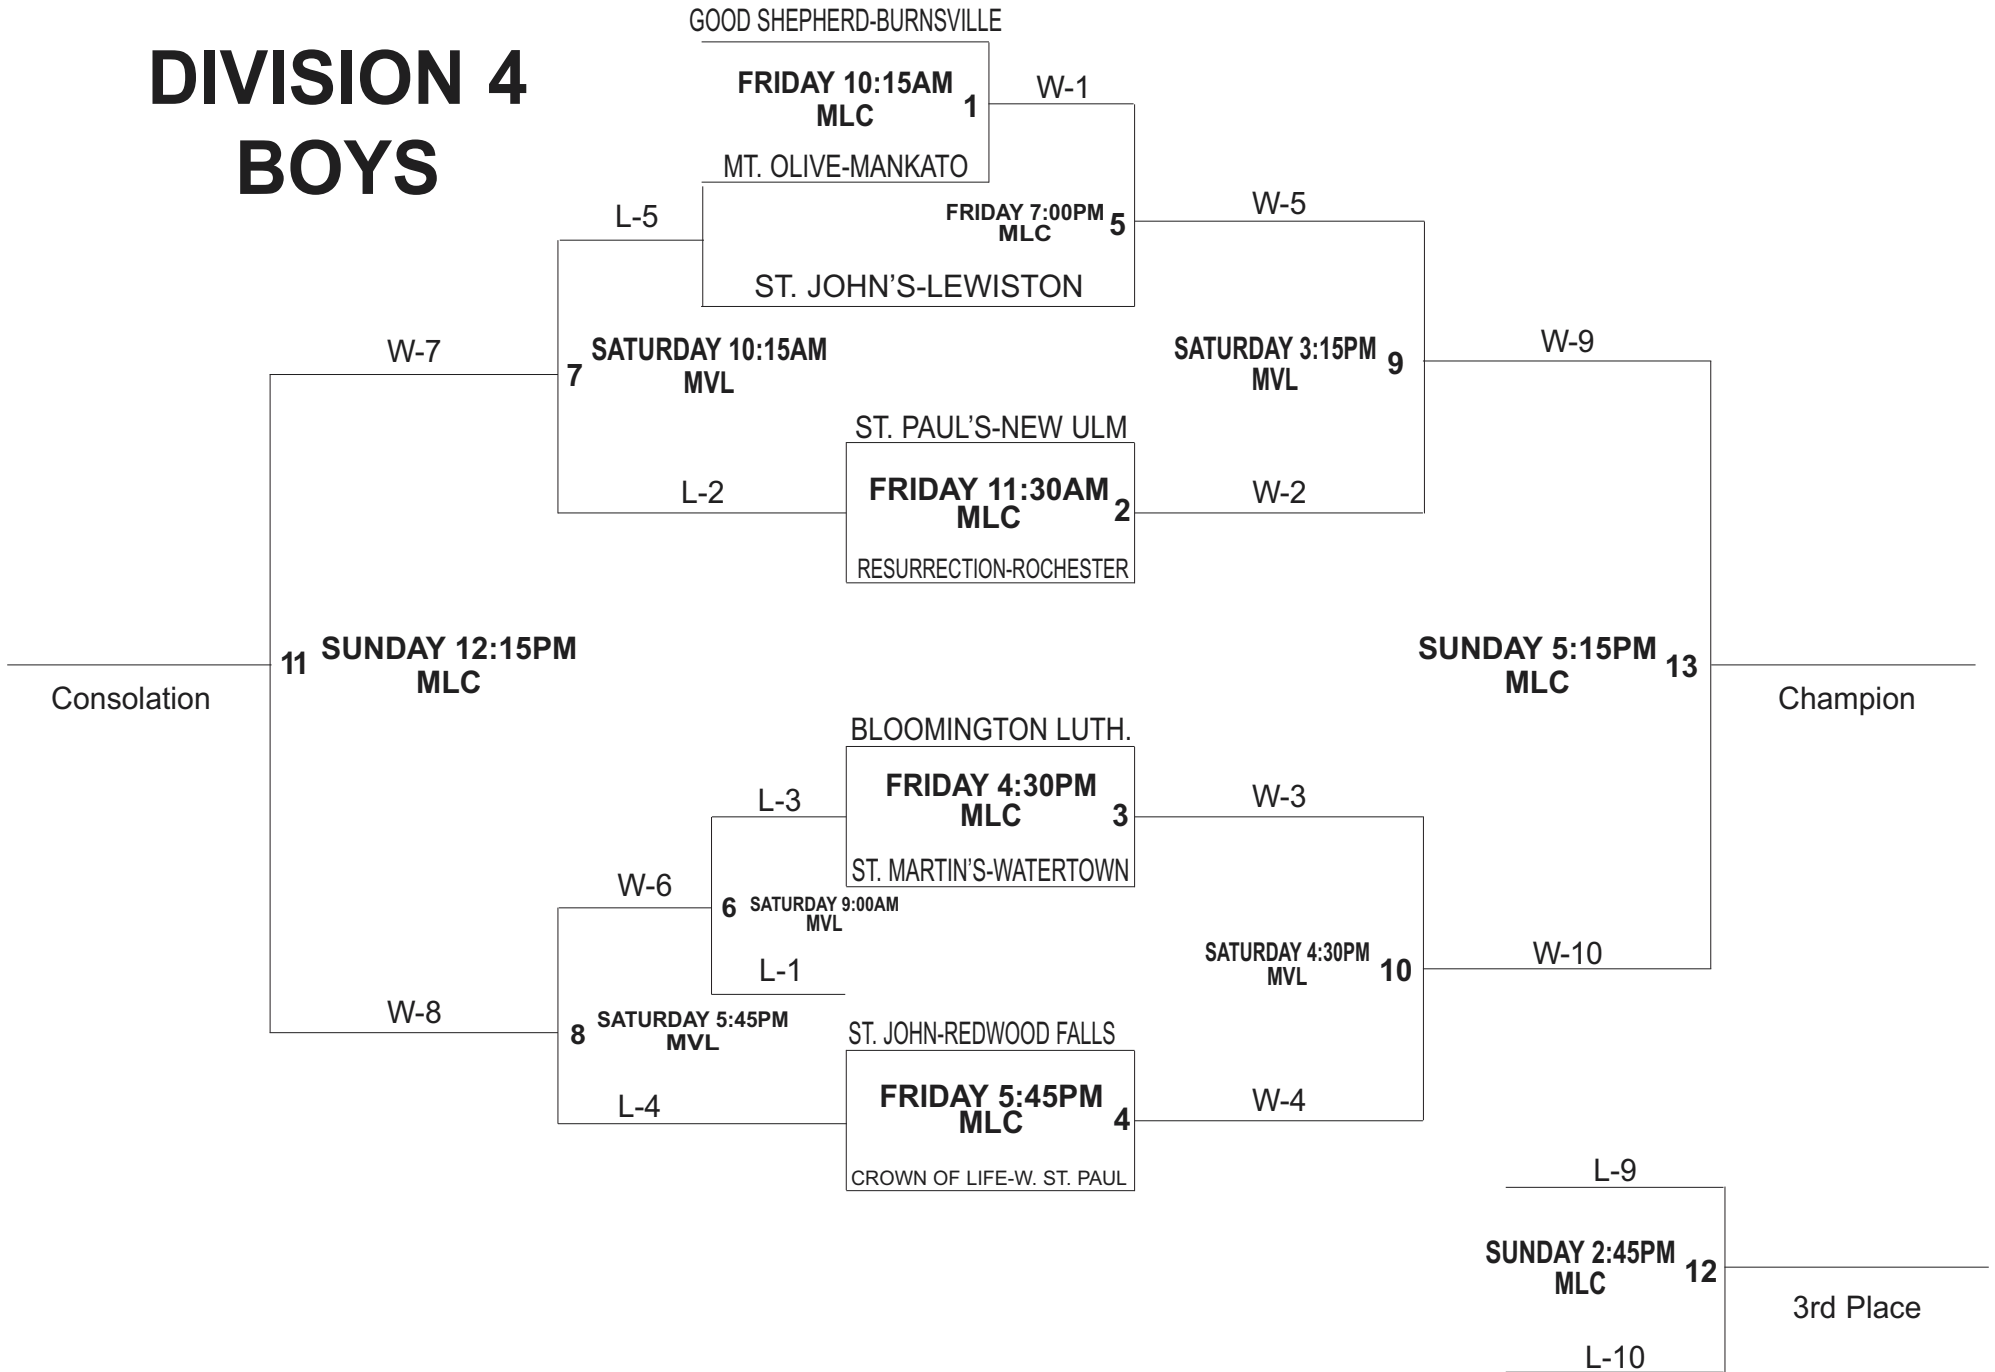 GOOD SHEPHERD-BURNSVILLE
DIVISION 4
BOYS
FRIDAY 10:15AM
MLC
1
W-1
MT. OLIVE-MANKATO
L-5
FRIDAY 7:00PM
MLC
5
W-5
ST. JOHN'S-LEWISTON
W-7
7
SATURDAY 10:15AM
MVL
SATURDAY 3:15PM
MVL
9
W-9
ST. PAUL'S-NEW ULM
L-2
FRIDAY 11:30AM
MLC
2
W-2
RESURRECTION-ROCHESTER
11
SUNDAY 12:15PM
MLC
Consolation
SUNDAY 5:15PM
MLC
13
Champion
BLOOMINGTON LUTH.
L-3
FRIDAY 4:30PM
MLC
3
W-3
ST. MARTIN'S-WATERTOWN
W-6
6
SATURDAY 9:00AM
MVL
L-1
SATURDAY 4:30PM
MVL
10
W-10
W-8
8
SATURDAY 5:45PM
MVL
ST. JOHN-REDWOOD FALLS
L-4
FRIDAY 5:45PM
MLC
4
W-4
CROWN OF LIFE-W. ST. PAUL
L-9
SUNDAY 2:45PM
MLC
12
3rd Place
L-10